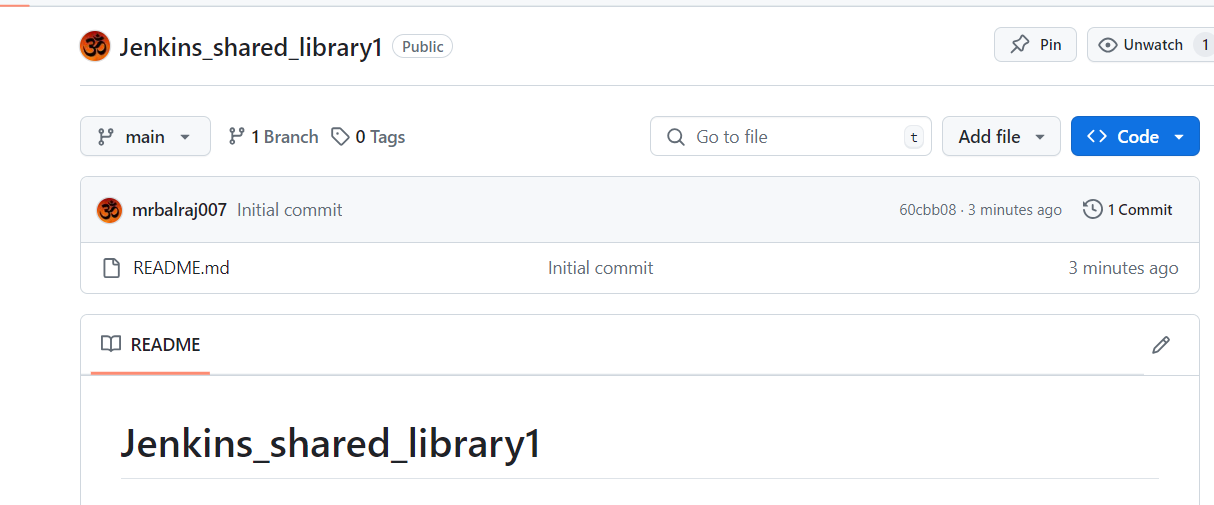 Jenkins_shared_library1 Public Pin Unwatch 1
main 1 Branch 0 Tags Go to file t Add file Code
mrbalraj007 Initial commit 60cbb08 · 3 minutes ago 1 Commit
README.md Initial commit 3 minutes ago
README
Jenkins_shared_library1